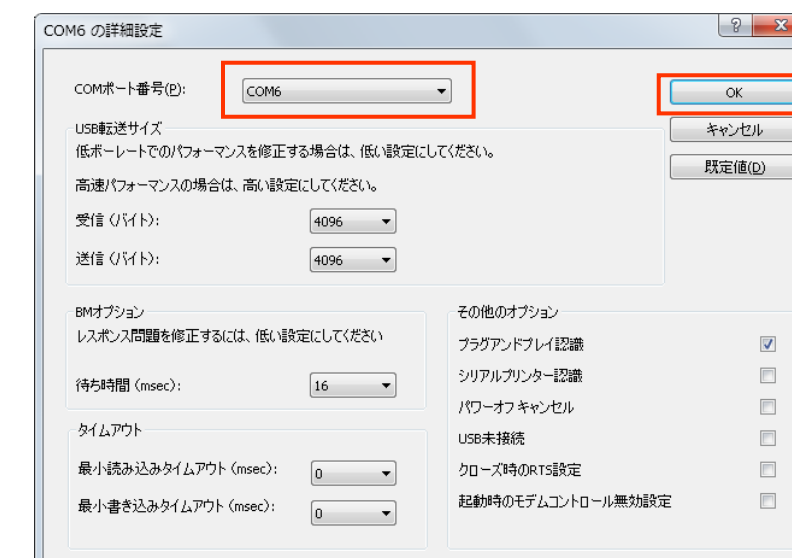 COM6 の詳細設定
?
COMポート番号(P):
COM6
OK
キャンセル
既定値(D)
USB転送サイズ
低ボーレートでのパフォーマンスを修正する場合は、低い設定にしてください。
高速パフォーマンスの場合は、高い設定にしてください。
受信 (バイト):
4096
送信 (バイト):
4096
BMオプション
レスポンス問題を修正するには、低い設定にしてください
待ち時間 (msec):
16
タイムアウト
最小読み込みタイムアウト (msec):
0
最小書き込みタイムアウト (msec):
0
その他のオプション
プラグアンドプレイ認識
シリアルプリンター認識
パワーオフ キャンセル
USB未接続
クローズ時のRTS設定
起動時のモデムコントロール無効設定